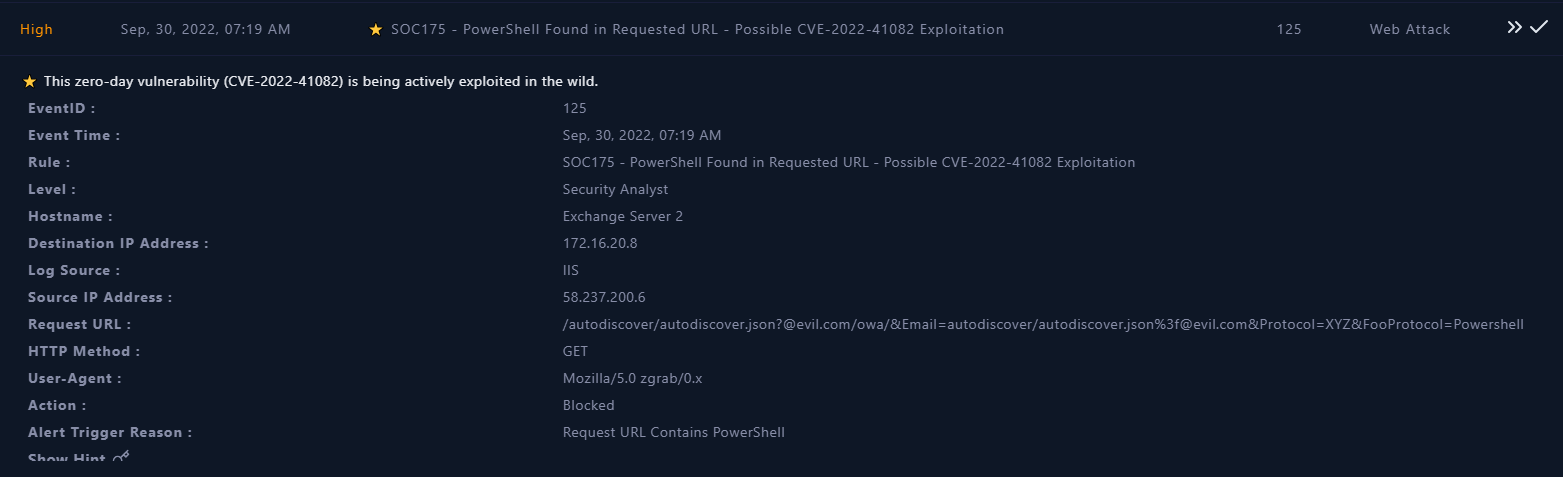 High Sep, 30, 2022, 07:19 AM SOC175 - PowerShell Found in Requested URL - Possible CVE-2022-41082 Exploitation 125 Web Attack
This zero-day vulnerability (CVE-2022-41082) is being actively exploited in the wild.
EventID : 125
Event Time : Sep, 30, 2022, 07:19 AM
Rule : SOC175 - PowerShell Found in Requested URL - Possible CVE-2022-41082 Exploitation
Level : Security Analyst
Hostname : Exchange Server 2
Destination IP Address : 172.16.20.8
Log Source : IIS
Source IP Address : 58.237.200.6
Request URL : /autodiscover/autodiscover.json?@evil.com/owa/&Email=autodiscover/autodiscover.json%3f@evil.com&Protocol=XYZ&FooProtocol=Powershell
HTTP Method : GET
User-Agent : Mozilla/5.0 zgrab/0.x
Action : Blocked
Alert Trigger Reason : Request URL Contains PowerShell
Show Hint